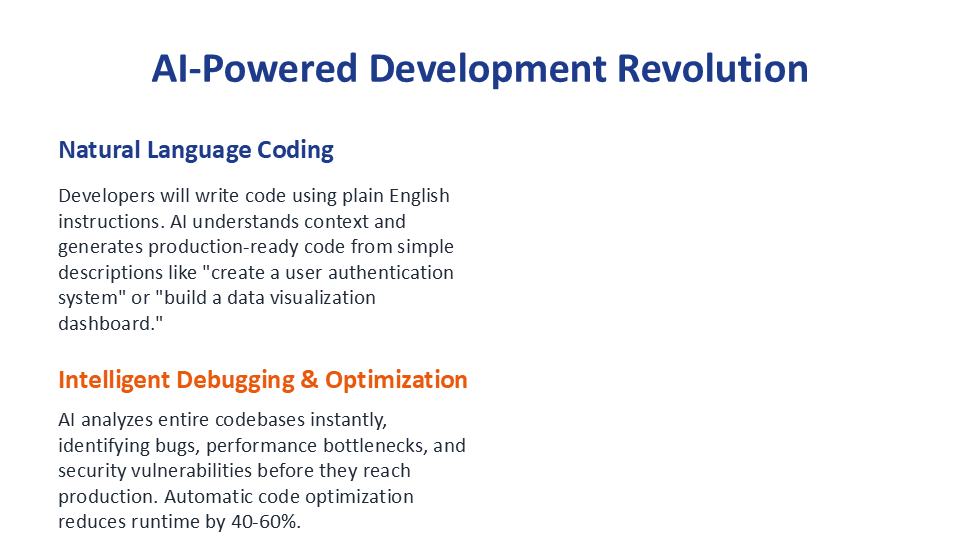 AI-Powered Development Revolution
Natural Language Coding
Developers will write code using plain English
instructions. AI understands context and
generates production-ready code from simple
descriptions like "create a user authentication
system" or "build a data visualization
dashboard."
Intelligent Debugging & Optimization
AI analyzes entire codebases instantly,
identifying bugs, performance bottlenecks, and
security vulnerabilities before they reach
production. Automatic code optimization
reduces runtime by 40-60%.